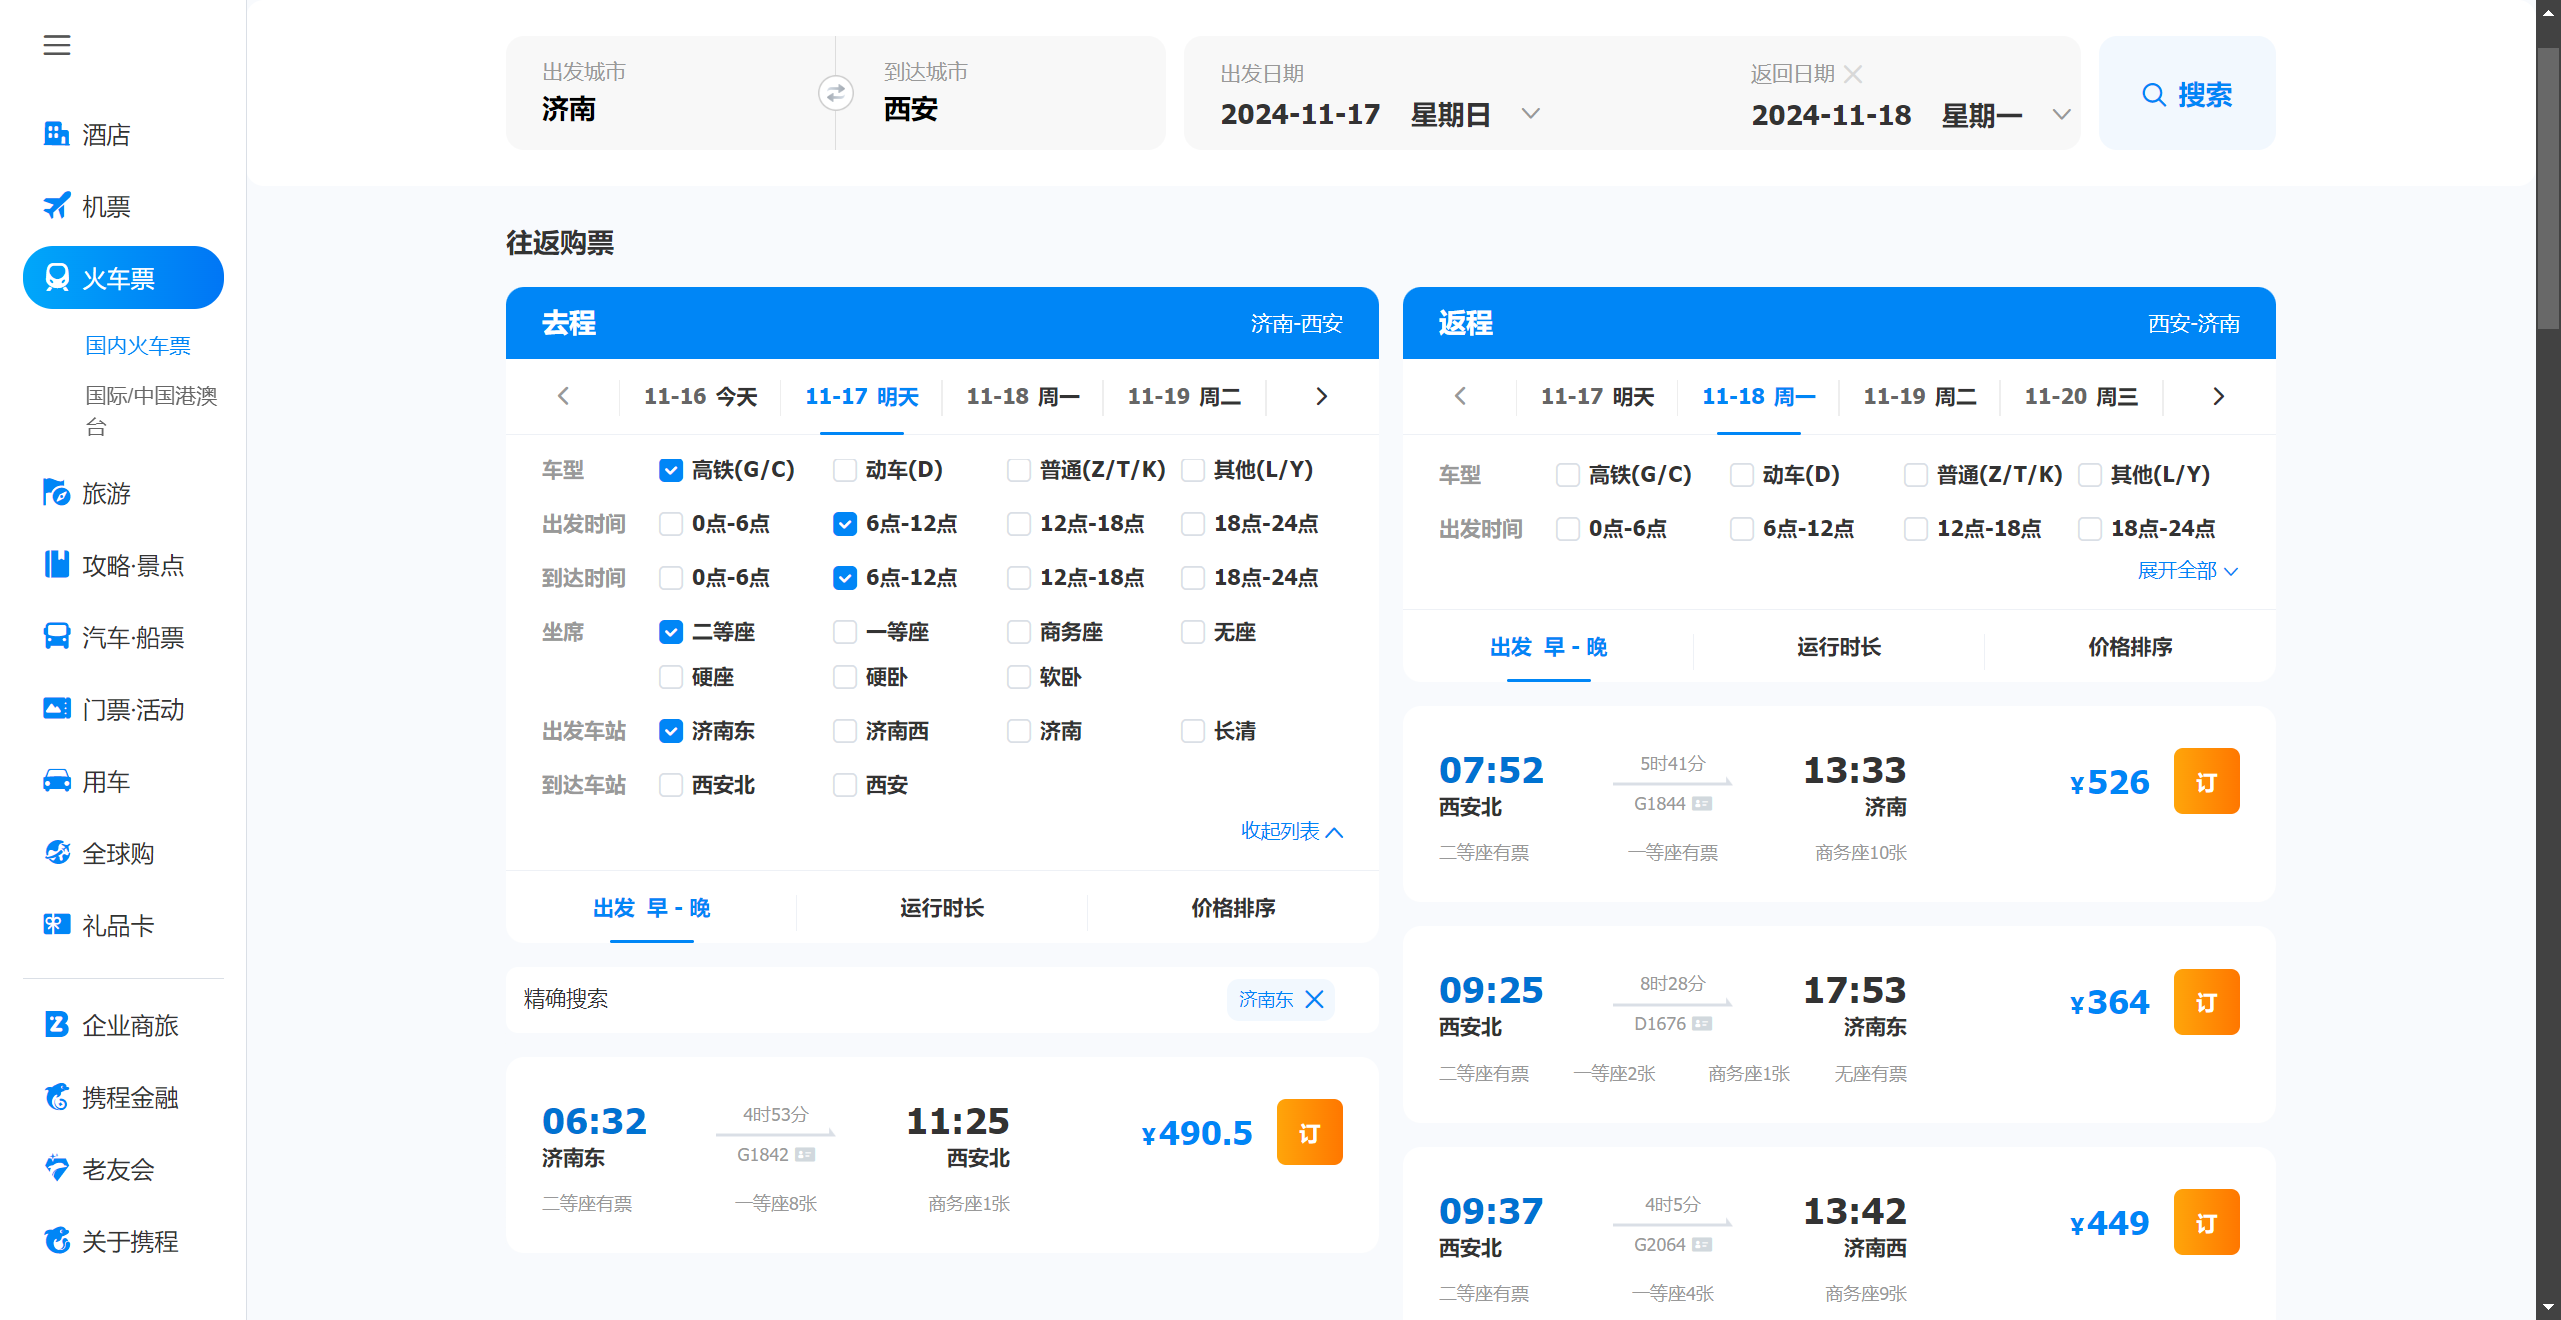 酒店
机票
火车票
国内火车票
国际/中国港澳
台
旅游
攻略·景点
汽车·船票
门票·活动
用车
全球购
礼品卡
企业商旅
携程金融
老友会
关于携程
出发城市
济南
到达城市
西安
出发日期
2024-11-17 星期日
返回日期
2024-11-18 星期一
搜索
往返购票
去程 济南-西安
11-16 今天 11-17 明天 11-18 周一 11-19 周二
车型 高铁(G/C) 动车(D) 普通(Z/T/K) 其他(L/Y)
出发时间 0点-6点 6点-12点 12点-18点 18点-24点
到达时间 0点-6点 6点-12点 12点-18点 18点-24点
坐席 二等座 一等座 商务座 无座
硬座 硬卧 软卧
出发车站 济南东 济南西 济南 长清
到达车站 西安北 西安
收起列表
出发 早 - 晚 运行时长 价格排序
精确搜索 济南东
06:32 4时53分 11:25 ¥490.5 订
济南东 G1842 西安北
二等座有票 一等座8张 商务座1张
返程 西安-济南
11-17 明天 11-18 周一 11-19 周二 11-20 周三
车型 高铁(G/C) 动车(D) 普通(Z/T/K) 其他(L/Y)
出发时间 0点-6点 6点-12点 12点-18点 18点-24点
展开全部
出发 早 - 晚 运行时长 价格排序
07:52 5时41分 13:33 ¥526 订
西安北 G1844 济南
二等座有票 一等座有票 商务座10张
09:25 8时28分 17:53 ¥364 订
西安北 D1676 济南东
二等座有票 一等座2张 商务座1张 无座有票
09:37 4时5分 13:42 ¥449 订
西安北 G2064 济南西
二等座有票 一等座4张 商务座9张